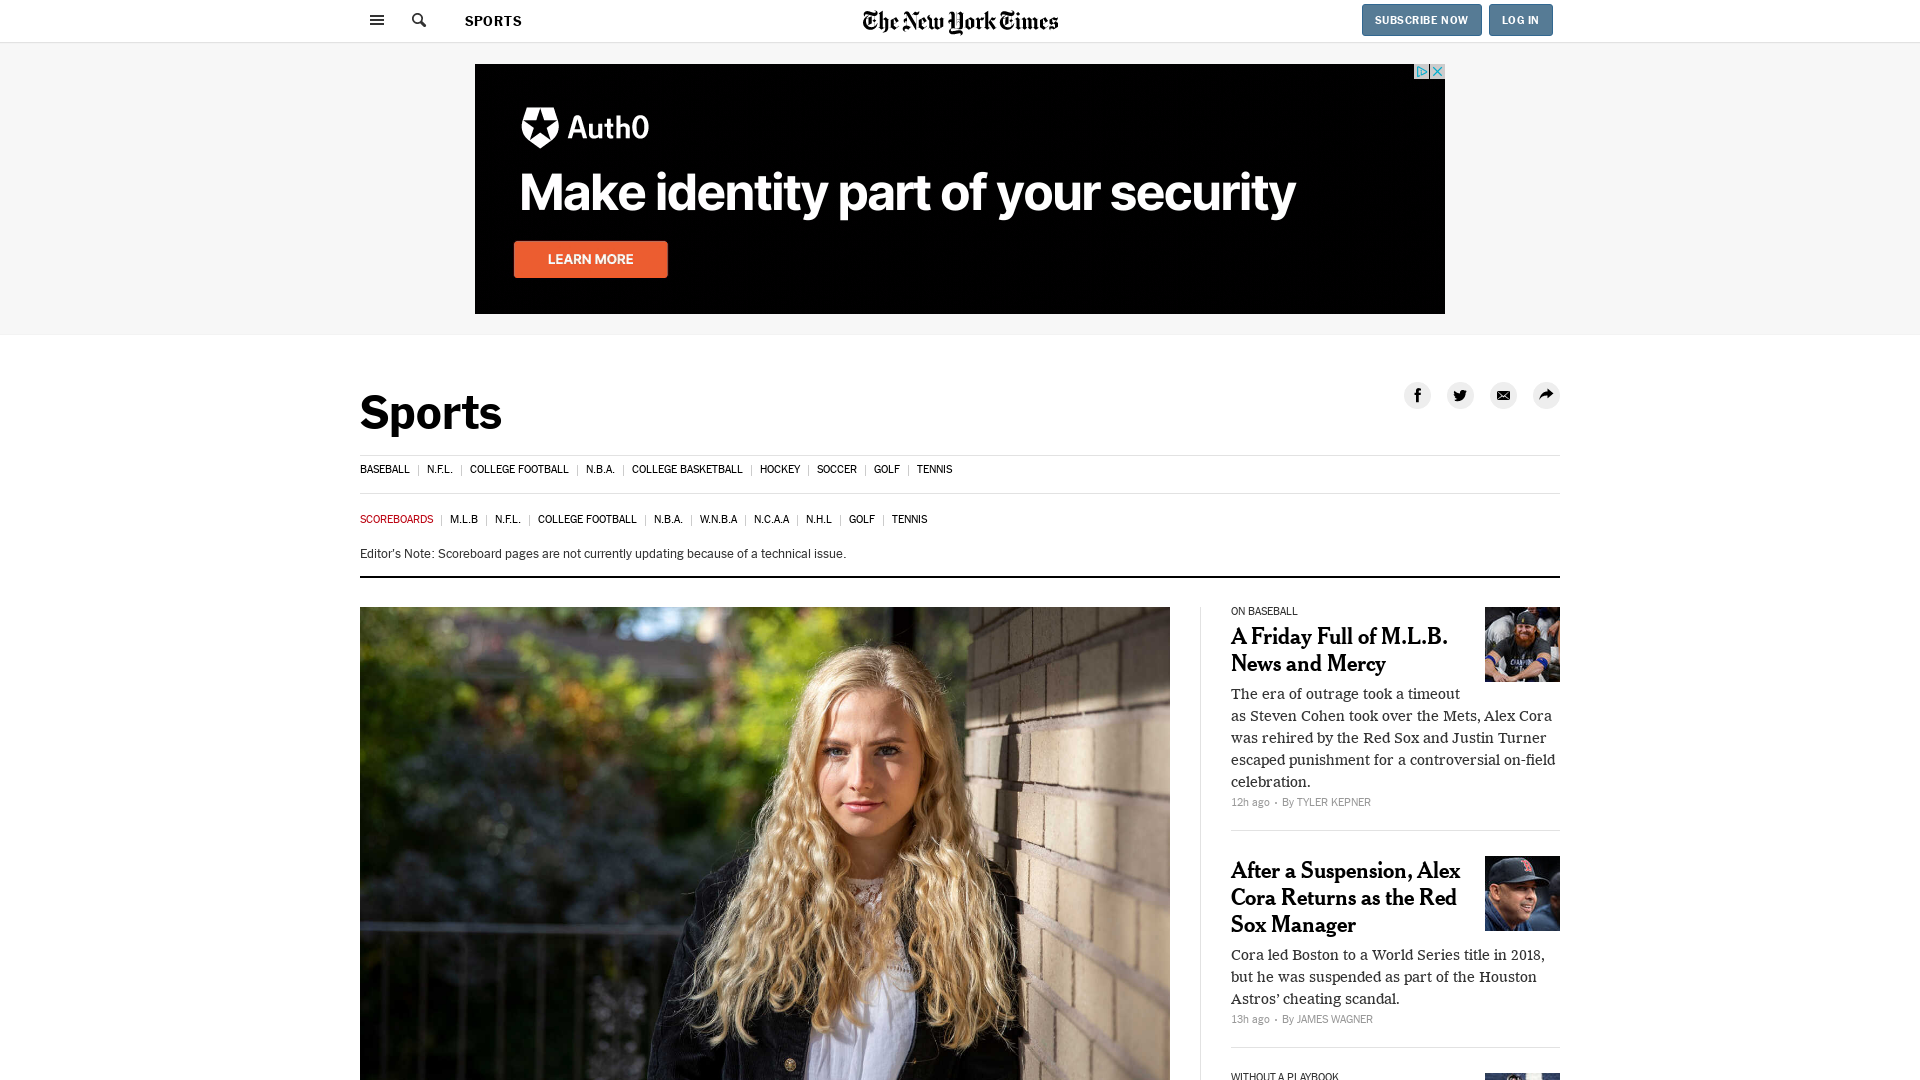 SPORTS
The New York Times
SUBSCRIBE NOW
LOG IN
Auth0
Make identity part of your security
LEARN MORE
Sports
BASEBALL
N.F.L.
COLLEGE FOOTBALL
N.B.A.
COLLEGE BASKETBALL
HOCKEY
SOCCER
GOLF
TENNIS
SCOREBOARDS
M.L.B
N.F.L.
COLLEGE FOOTBALL
N.B.A.
W.N.B.A
N.C.A.A
N.H.L
GOLF
TENNIS
Editor's Note: Scoreboard pages are not currently updating because of a technical issue.
ON BASEBALL
A Friday Full of M.L.B.
News and Mercy
The era of outrage took a timeout
as Steven Cohen took over the Mets, Alex Cora
was rehired by the Red Sox and Justin Turner
escaped punishment for a controversial on-field
celebration.
12h ago · By TYLER KEPNER
After a Suspension, Alex
Cora Returns as the Red
Sox Manager
Cora led Boston to a World Series title in 2018,
but he was suspended as part of the Houston
Astros’ cheating scandal.
13h ago · By JAMES WAGNER
WITHOUT A PLAYBOOK